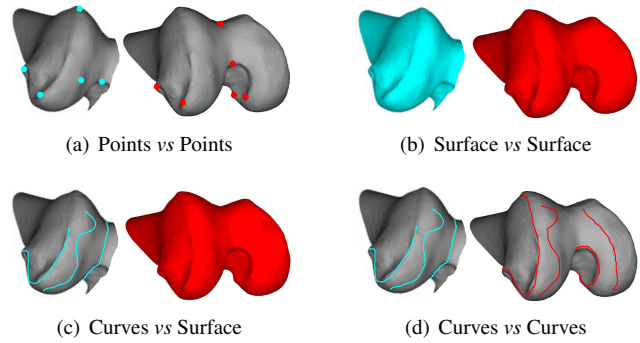 (a) Points vs Points
(b) Surface vs Surface
(c) Curves vs Surface
(d) Curves vs Curves